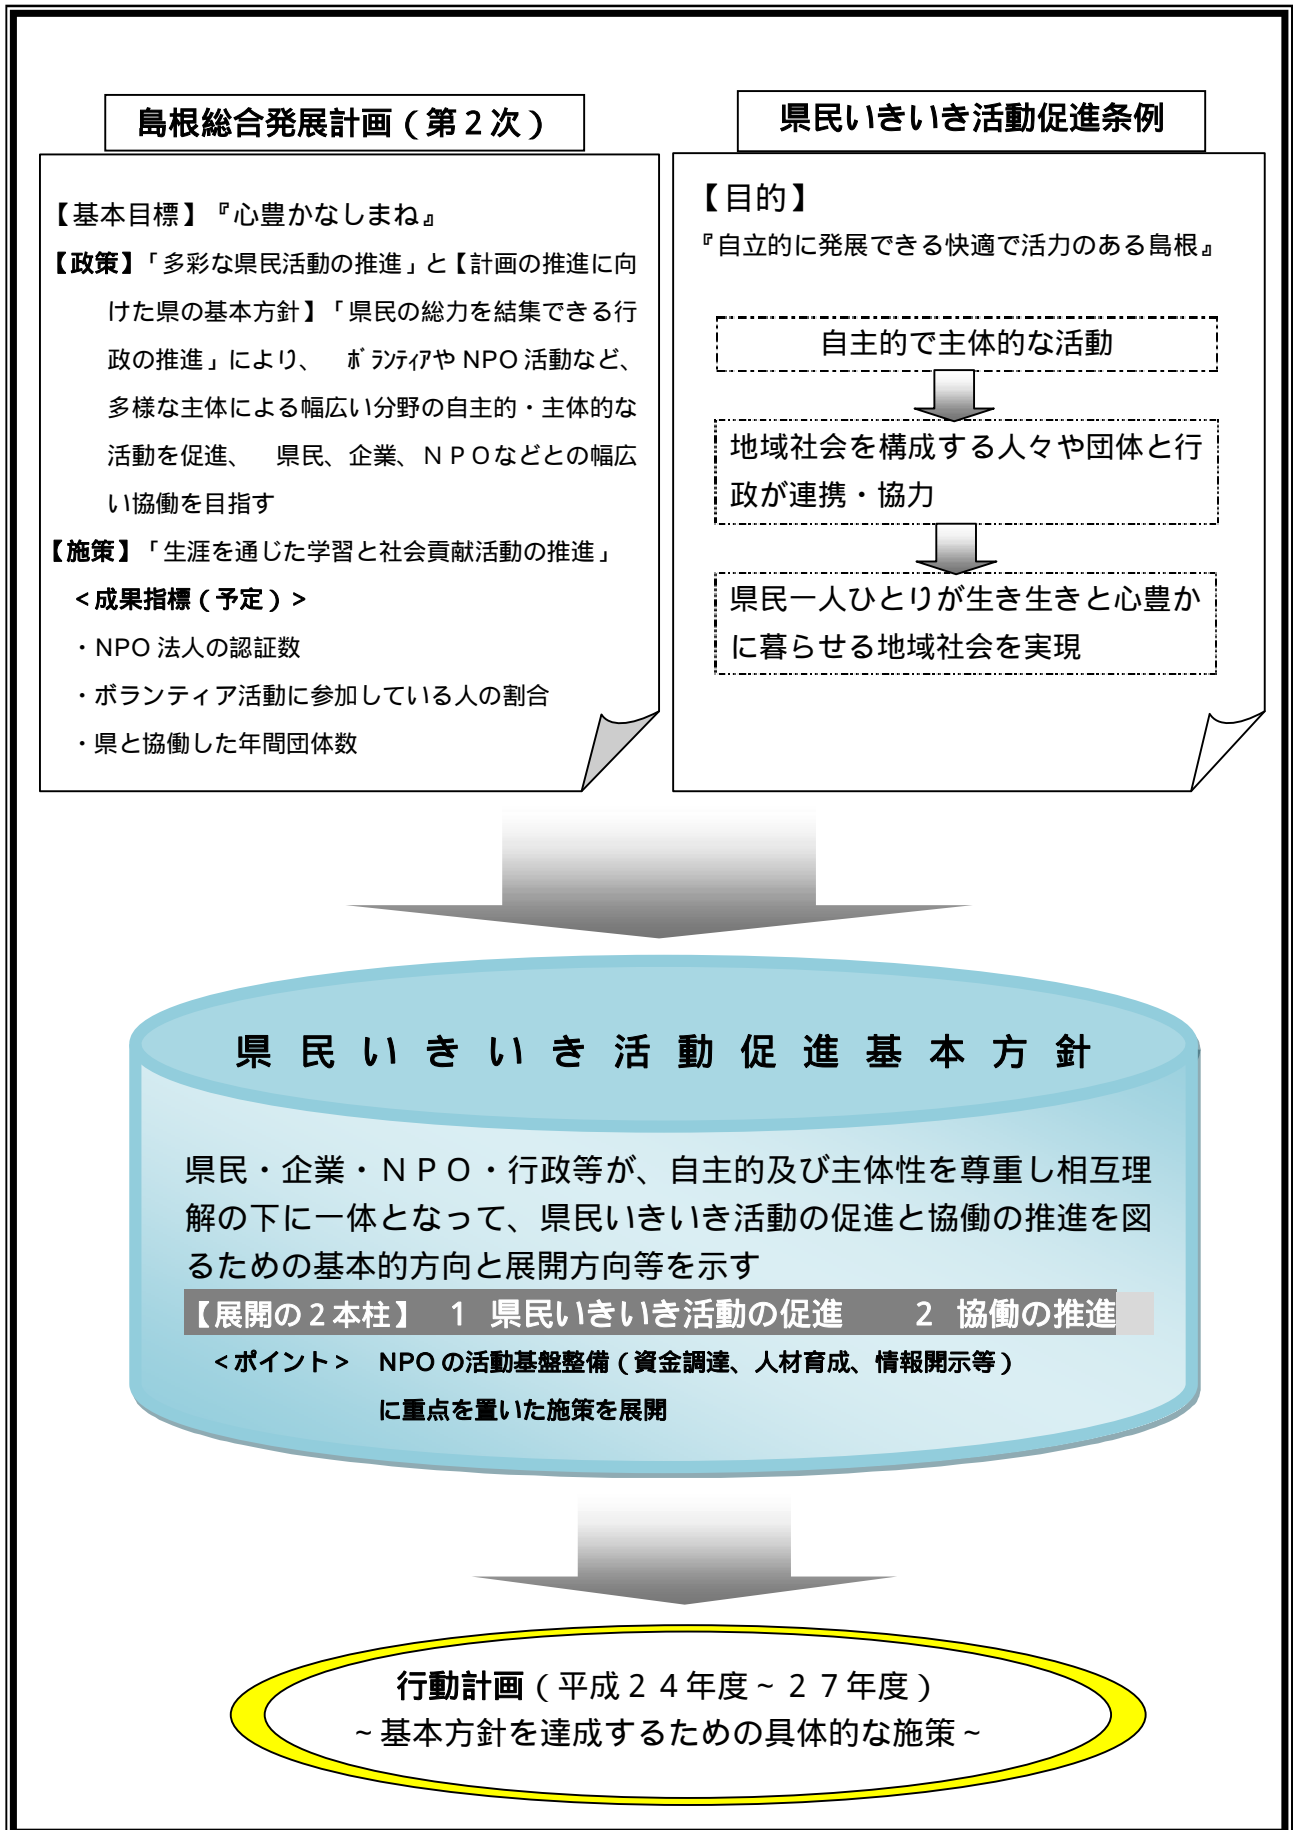 島根総合発展計画（第２次）
【基本目標】『心豊かなしまね』
【政策】「多彩な県民活動の推進」と【計画の推進に向
けた県の基本方針】「県民の総力を結集できる行
政の推進」により、　ﾎﾞﾗﾝﾃｨｱや NPO 活動など、
多様な主体による幅広い分野の自主的・主体的な
活動を促進、　県民、企業、ＮＰＯなどとの幅広
い協働を目指す
【施策】「生涯を通じた学習と社会貢献活動の推進」
＜成果指標（予定）＞
・NPO 法人の認証数
・ボランティア活動に参加している人の割合
・県と協働した年間団体数
県民いきいき活動促進条例
【目的】
『自立的に発展できる快適で活力のある島根』
自主的で主体的な活動
地域社会を構成する人々や団体と行
政が連携・協力
県民一人ひとりが生き生きと心豊か
に暮らせる地域社会を実現
県民いきいき活動促進基本方針
県民・企業・ＮＰＯ・行政等が、自主的及び主体性を尊重し相互理
解の下に一体となって、県民いきいき活動の促進と協働の推進を図
るための基本的方向と展開方向等を示す
【展開の２本柱】　1　県民いきいき活動の促進　　2　協働の推進
＜ポイント＞　NPO の活動基盤整備（資金調達、人材育成、情報開示等）
に重点を置いた施策を展開
行動計画（平成２４年度～２７年度）
～基本方針を達成するための具体的な施策～